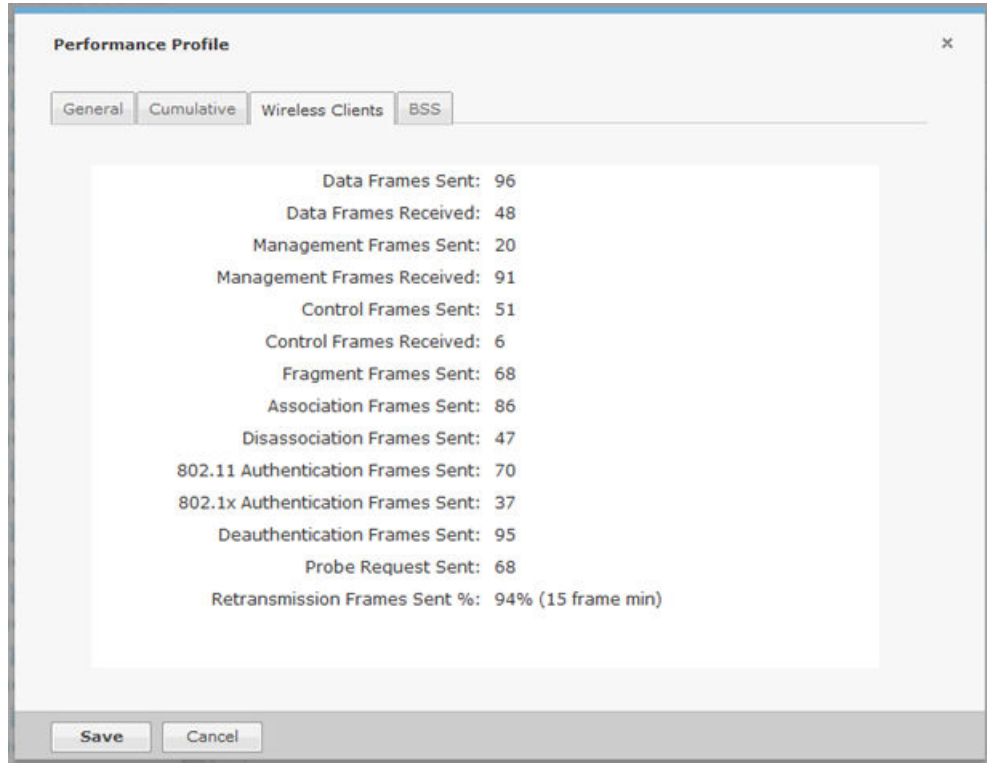 Performance Profile ×
General Cumulative Wireless Clients BSS
Data Frames Sent: 96
Data Frames Received: 48
Management Frames Sent: 20
Management Frames Received: 91
Control Frames Sent: 51
Control Frames Received: 6
Fragment Frames Sent: 68
Association Frames Sent: 86
Disassociation Frames Sent: 47
802.11 Authentication Frames Sent: 70
802.1x Authentication Frames Sent: 37
Deauthentication Frames Sent: 95
Probe Request Sent: 68
Retransmission Frames Sent %: 94% (15 frame min)
Save Cancel